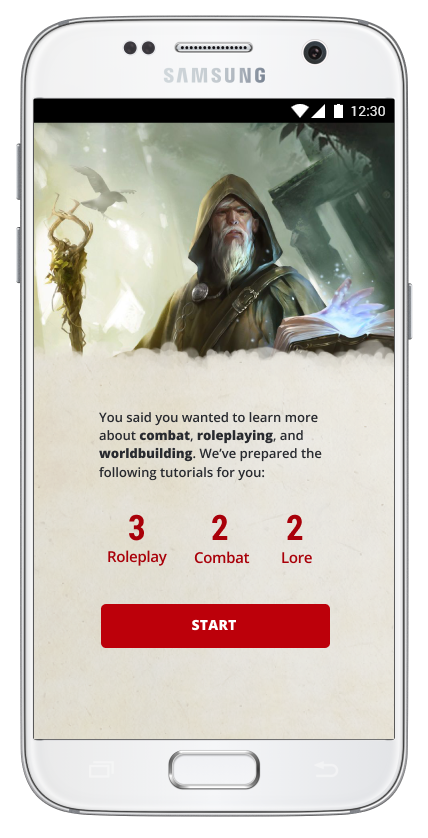 SAMSUNG
12:30
You said you wanted to learn more
about combat, roleplaying, and
worldbuilding. We’ve prepared the
following tutorials for you:
3 2 2
Roleplay Combat Lore
START